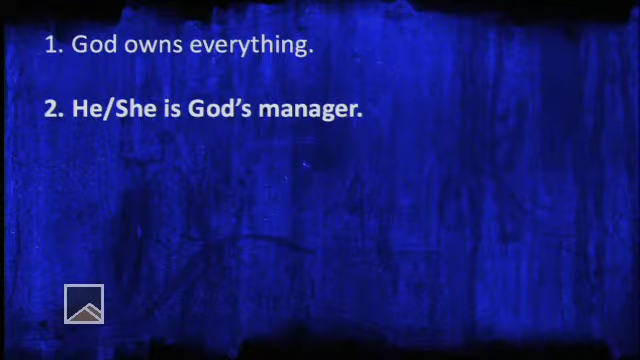 1. God owns everything.
2. He/She is God’s manager.